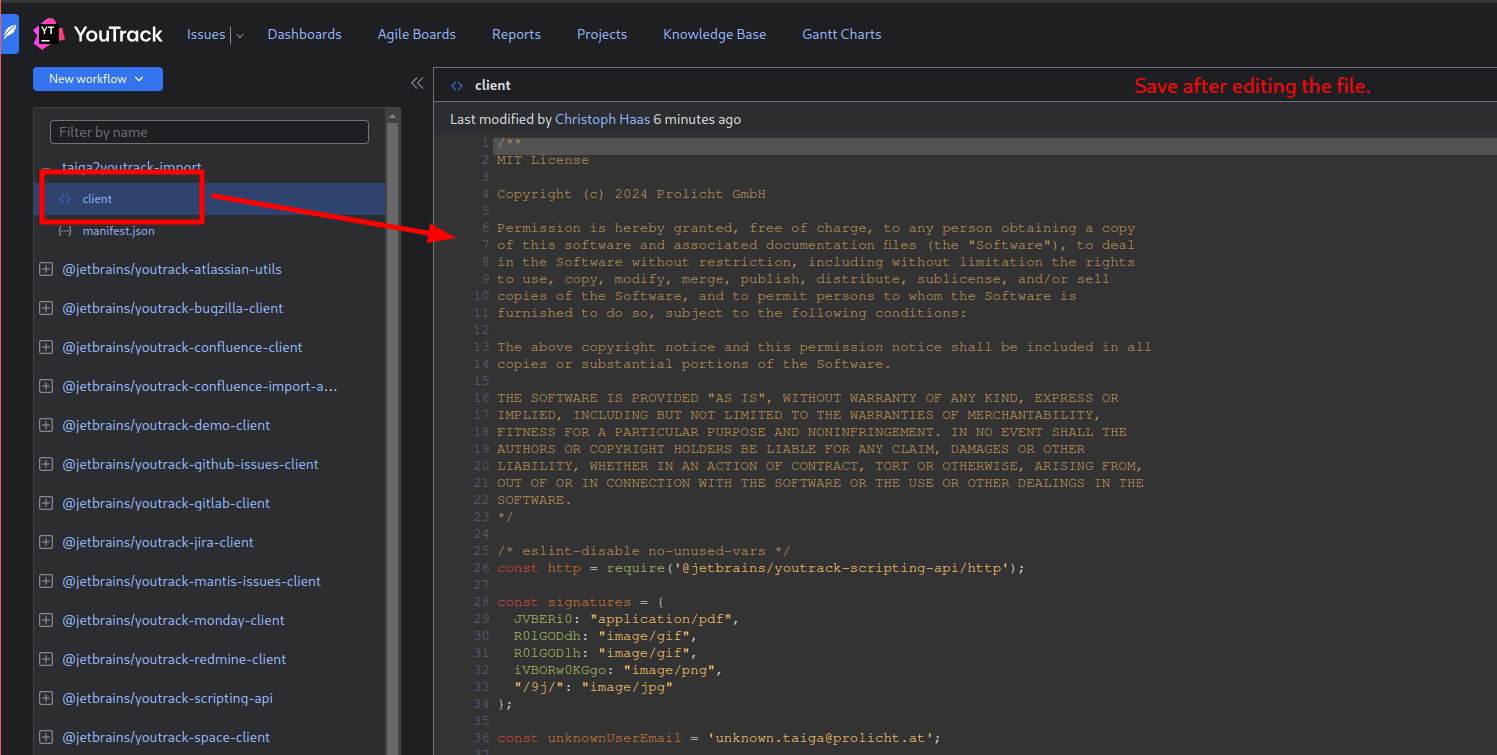 YT YouTrack Issues Dashboards Agile Boards Reports Projects Knowledge Base Gantt Charts
New workflow
Filter by name
taiga2youtrack-import
client
manifest.json
@jetbrains/youtrack-atlassian-utils
@jetbrains/youtrack-bugzilla-client
@jetbrains/youtrack-confluence-client
@jetbrains/youtrack-confluence-import-a...
@jetbrains/youtrack-demo-client
@jetbrains/youtrack-github-issues-client
@jetbrains/youtrack-gitlab-client
@jetbrains/youtrack-jira-client
@jetbrains/youtrack-mantis-issues-client
@jetbrains/youtrack-monday-client
@jetbrains/youtrack-redmine-client
@jetbrains/youtrack-scripting-api
@jetbrains/youtrack-space-client
client
Save after editing the file.
Last modified by Christoph Haas 6 minutes ago
1 /**
2 MIT License
3
4 Copyright (c) 2024 Prolicht GmbH
5
6 Permission is hereby granted, free of charge, to any person obtaining a copy
7 of this software and associated documentation files (the "Software"), to deal
8 in the Software without restriction, including without limitation the rights
9 to use, copy, modify, merge, publish, distribute, sublicense, and/or sell
10 copies of the Software, and to permit persons to whom the Software is
11 furnished to do so, subject to the following conditions:
12
13 The above copyright notice and this permission notice shall be included in all
14 copies or substantial portions of the Software.
15
16 THE SOFTWARE IS PROVIDED "AS IS", WITHOUT WARRANTY OF ANY KIND, EXPRESS OR
17 IMPLIED, INCLUDING BUT NOT LIMITED TO THE WARRANTIES OF MERCHANTABILITY,
18 FITNESS FOR A PARTICULAR PURPOSE AND NONINFRINGEMENT. IN NO EVENT SHALL THE
19 AUTHORS OR COPYRIGHT HOLDERS BE LIABLE FOR ANY CLAIM, DAMAGES OR OTHER
20 LIABILITY, WHETHER IN AN ACTION OF CONTRACT, TORT OR OTHERWISE, ARISING FROM,
21 OUT OF OR IN CONNECTION WITH THE SOFTWARE OR THE USE OR OTHER DEALINGS IN THE
22 SOFTWARE.
23 */
24
25 /* eslint-disable no-unused-vars */
26 const http = require('@jetbrains/youtrack-scripting-api/http');
27
28 const signatures = {
29 JVBERi0: "application/pdf",
30 R0lGODdh: "image/gif",
31 R0lGODlh: "image/gif",
32 iVBORw0KGgo: "image/png",
33 "/9j/": "image/jpg"
34 };
35
36 const unknownUserEmail = 'unknown.taiga@prolicht.at';
37